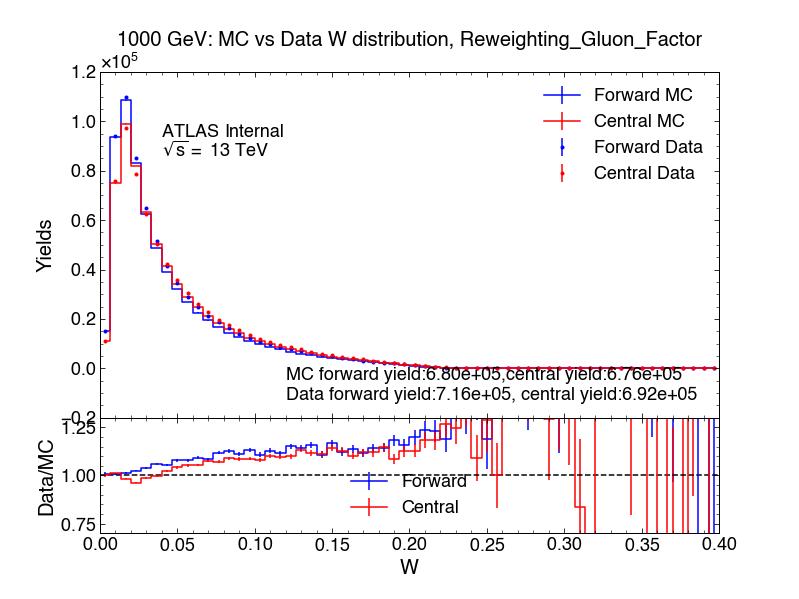 1000 GeV: MC vs Data W distribution, Reweighting_Gluon_Factor
×10⁵
1.2
1.0
0.8
0.6
0.4
0.2
0.0
−0.2
Yields
ATLAS Internal
√s = 13 TeV
Forward MC
Central MC
Forward Data
Central Data
MC forward yield:6.80e+05,central yield:6.76e+05
Data forward yield:7.16e+05, central yield:6.92e+05
1.25
1.00
0.75
Data/MC
Forward
Central
0.00 0.05 0.10 0.15 0.20 0.25 0.30 0.35 0.40
W